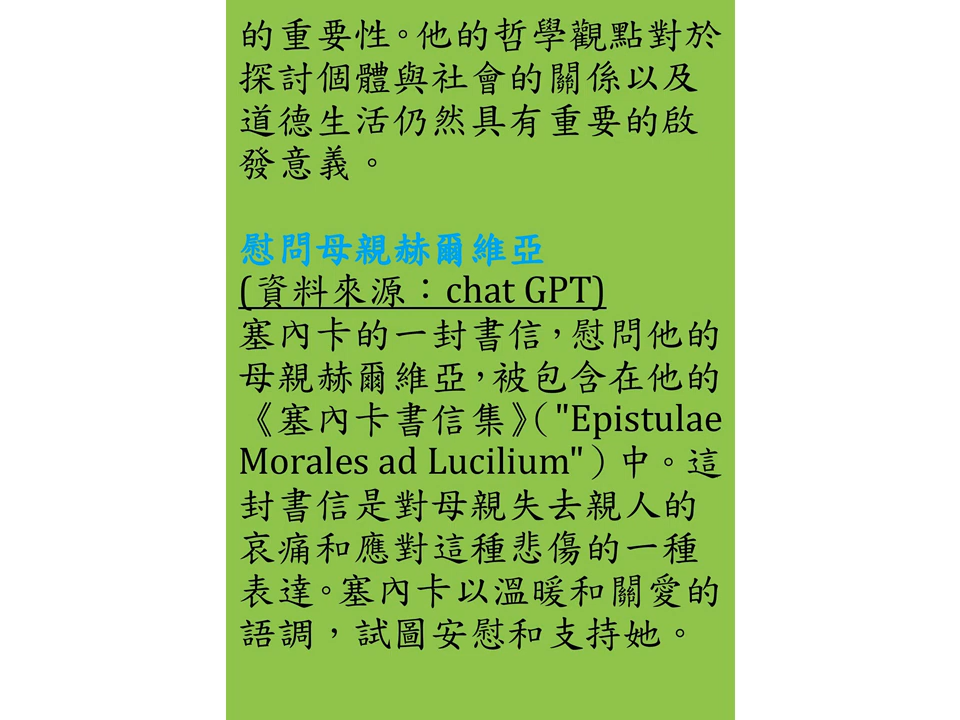 的重要性。他的哲學觀點對於
探討個體與社會的關係以及
道德生活仍然具有重要的啟
發意義。
慰問母親赫爾維亞
(資料來源：chat GPT)
塞內卡的一封書信，慰問他的
母親赫爾維亞，被包含在他的
《塞內卡書信集》（"Epistulae
Morales ad Lucilium"）中。這
封書信是對母親失去親人的
哀痛和應對這種悲傷的一種
表達。塞內卡以溫暖和關愛的
語調，試圖安慰和支持她。